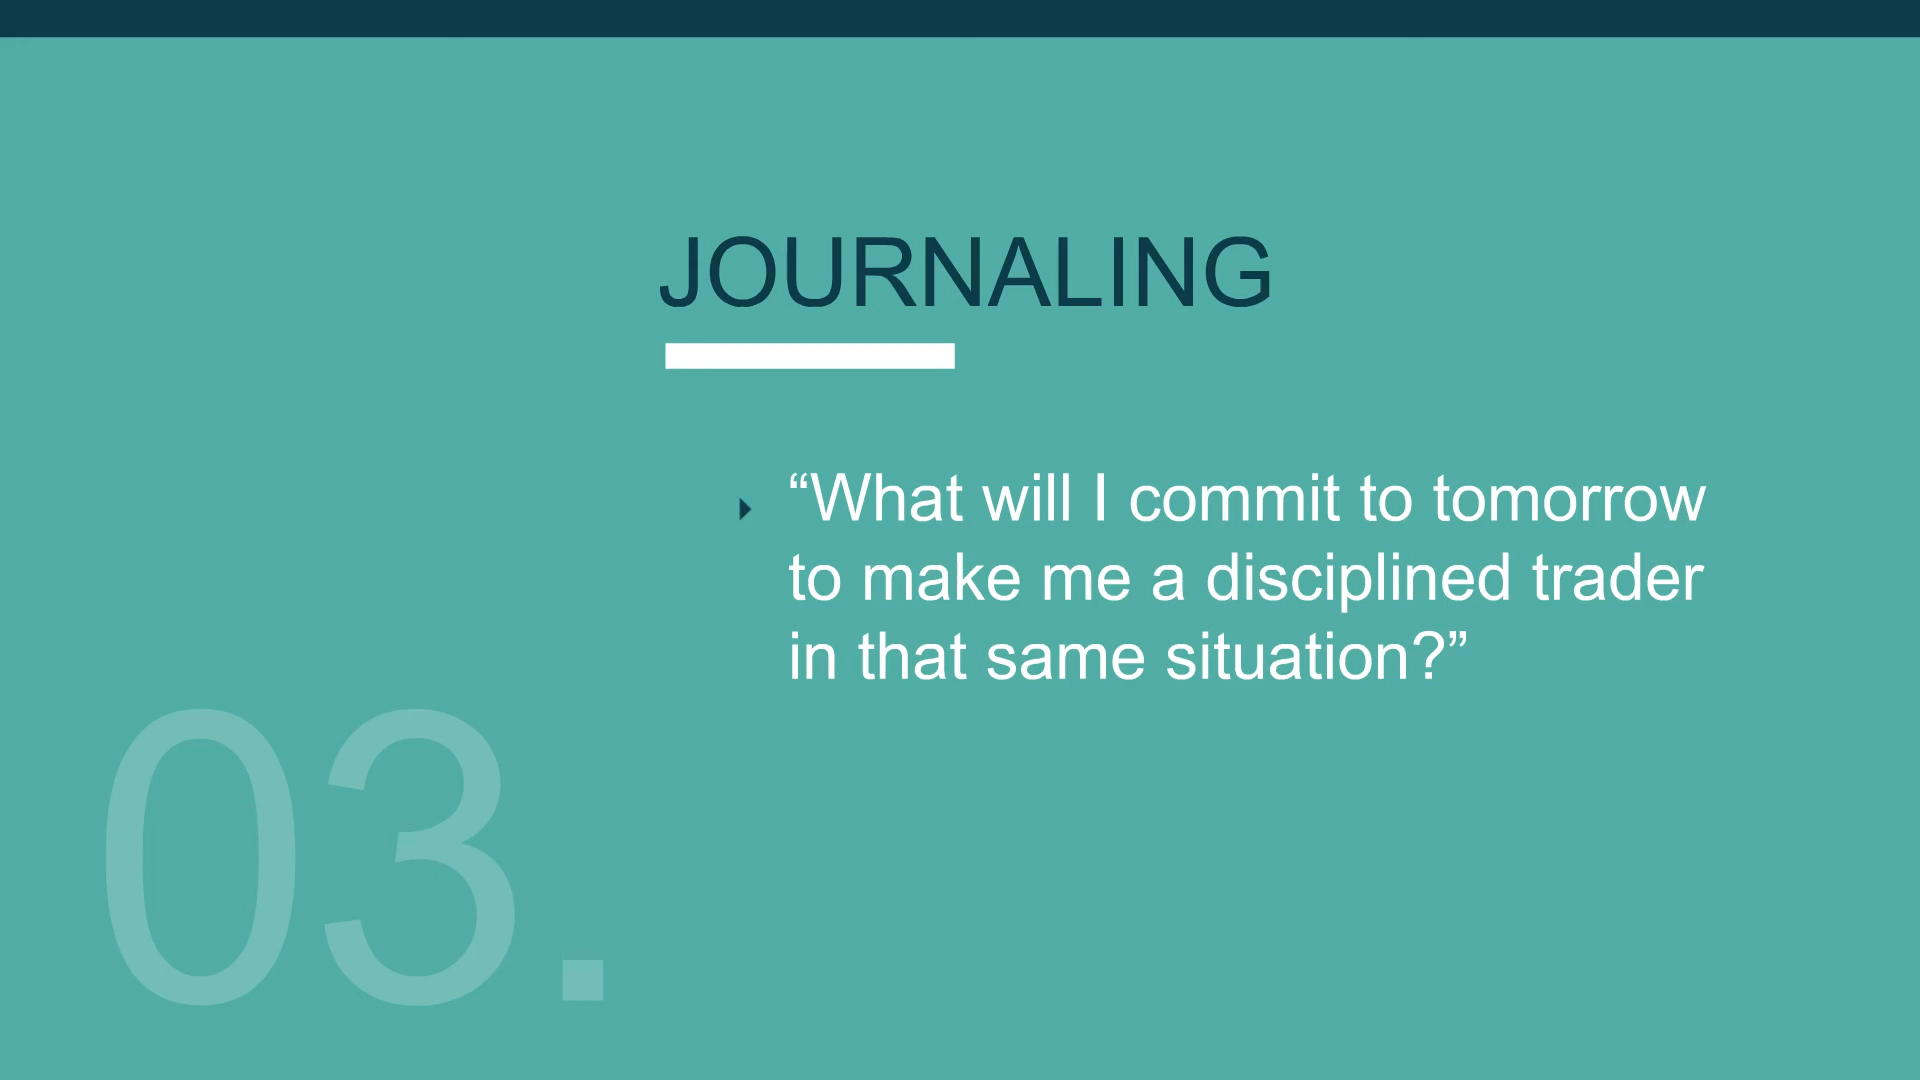 JOURNALING
“What will I commit to tomorrow
to make me a disciplined trader
in that same situation?”
03.